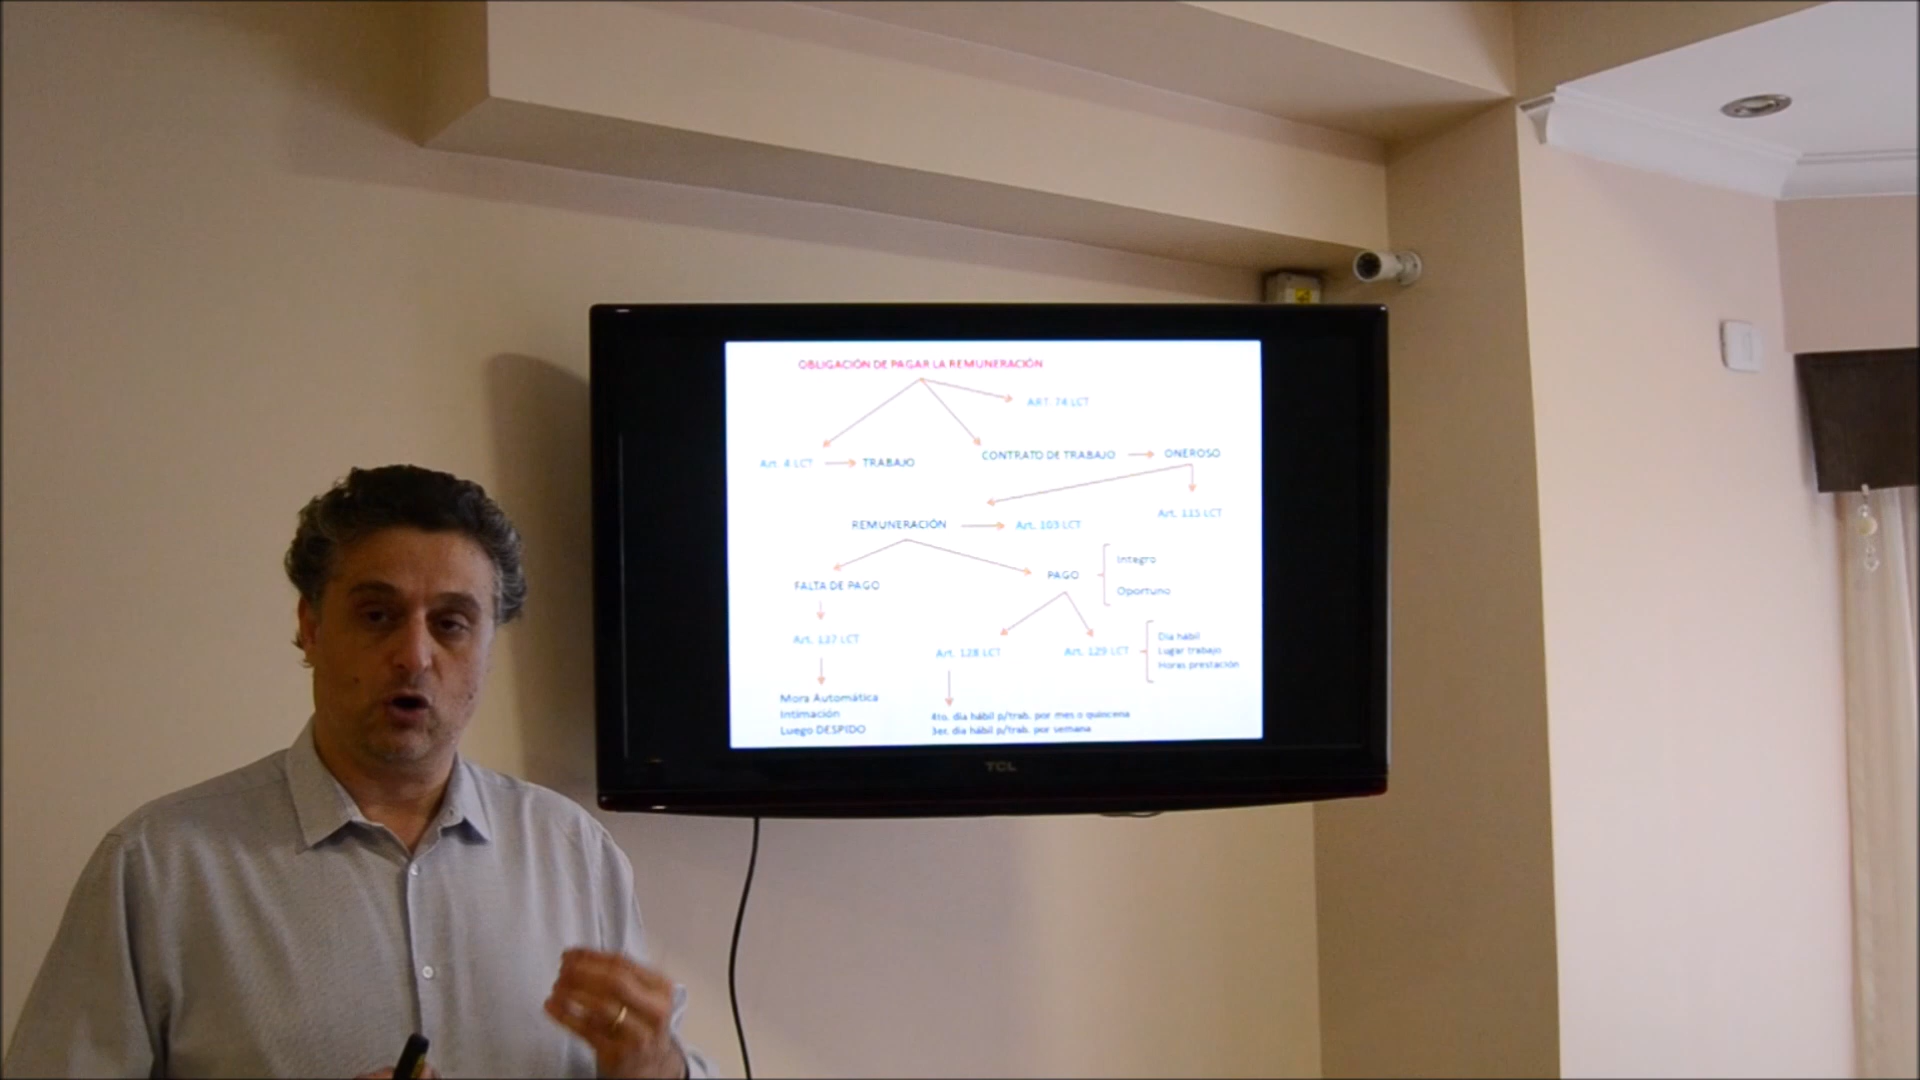 OBLIGACIÓN DE PAGAR LA REMUNERACIÓN
ART. 74 LCT
Art. 4 LCT
TRABAJO
CONTRATO DE TRABAJO
ONEROSO
Art. 115 LCT
REMUNERACIÓN
Art. 103 LCT
FALTA DE PAGO
PAGO
Integro
Oportuno
Art. 137 LCT
Art. 128 LCT
Art. 129 LCT
Dia habil
Lugar trabajo
Horas prestación
Mora Automática
Intimación
Luego DESPIDO
4to. día hábil p/trab. por mes o quincena
3er. día hábil p/trab. por semana
TCL